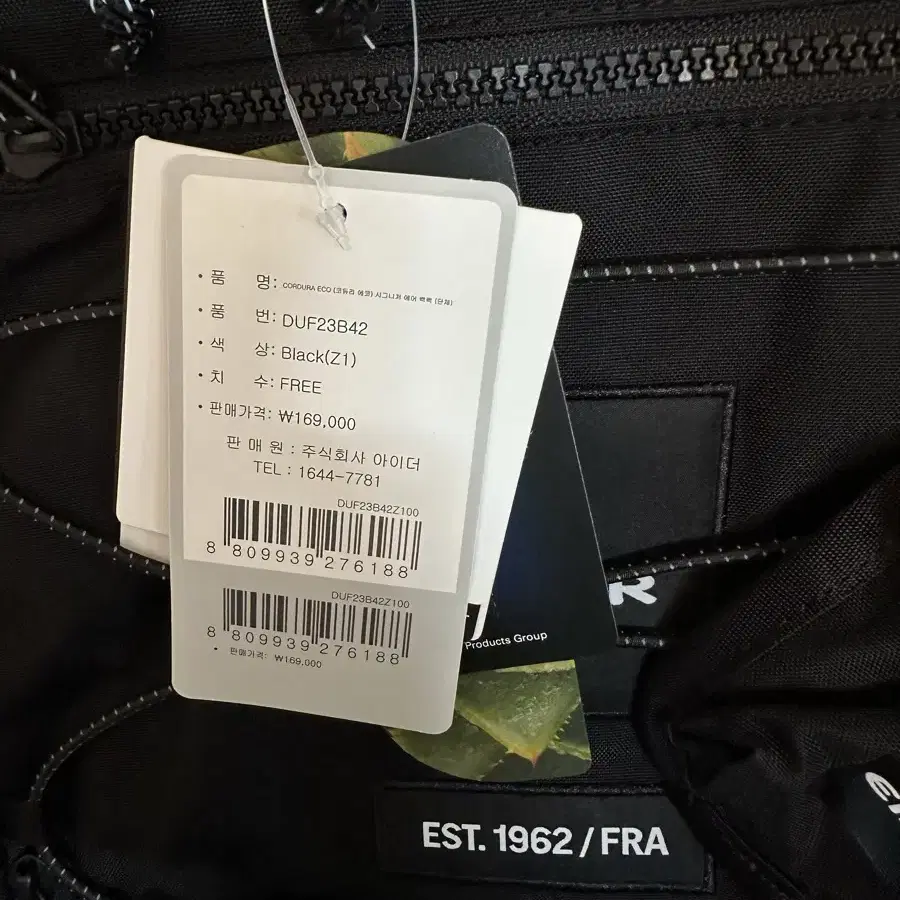 • 품 명: CORDURA ECO (코듀라 에코) 시그니처 에어 백팩 (단체)
• 품 번: DUF23B42
• 색 상: Black(Z1)
• 치 수: FREE
• 판매가격: ₩169,000
판 매 원 : 주식회사 아이더
TEL : 1644-7781
DUF23B42Z100
8 809939 276188
DUF23B42Z100
8 809939 276188
• 판매가격: ₩169,000
Products Group
R
EST. 1962 / FRA